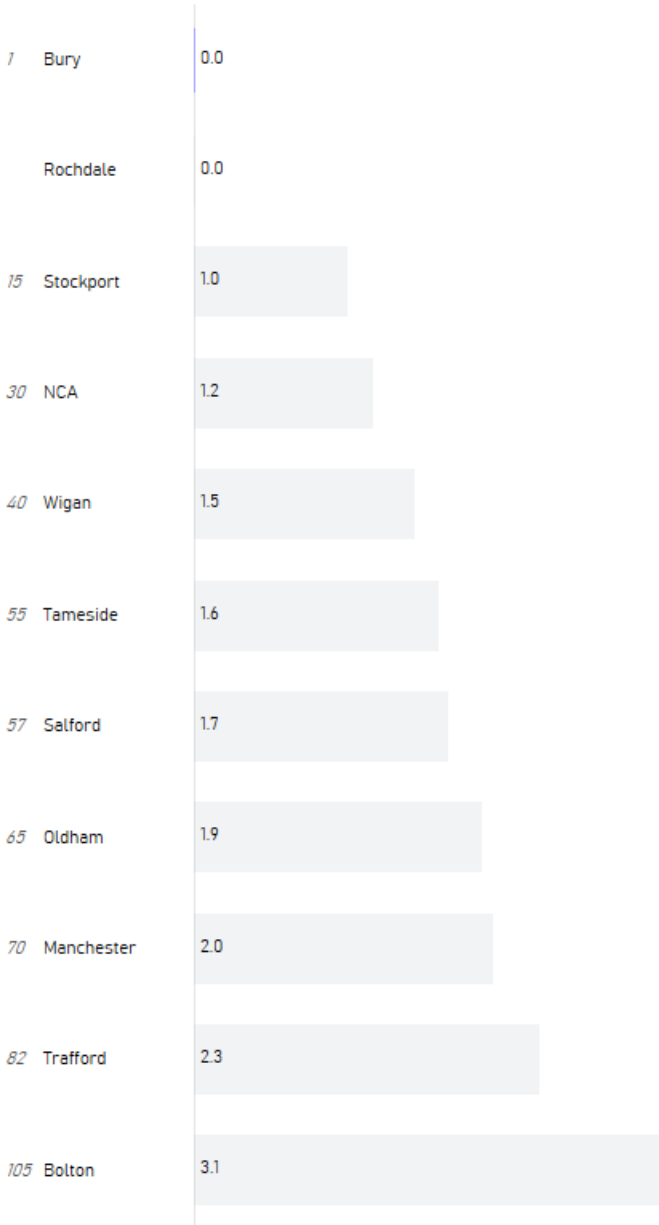 1 Bury 0.0
Rochdale 0.0
15 Stockport 1.0
30 NCA 1.2
40 Wigan 1.5
55 Tameside 1.6
57 Salford 1.7
65 Oldham 1.9
70 Manchester 2.0
82 Trafford 2.3
105 Bolton 3.1